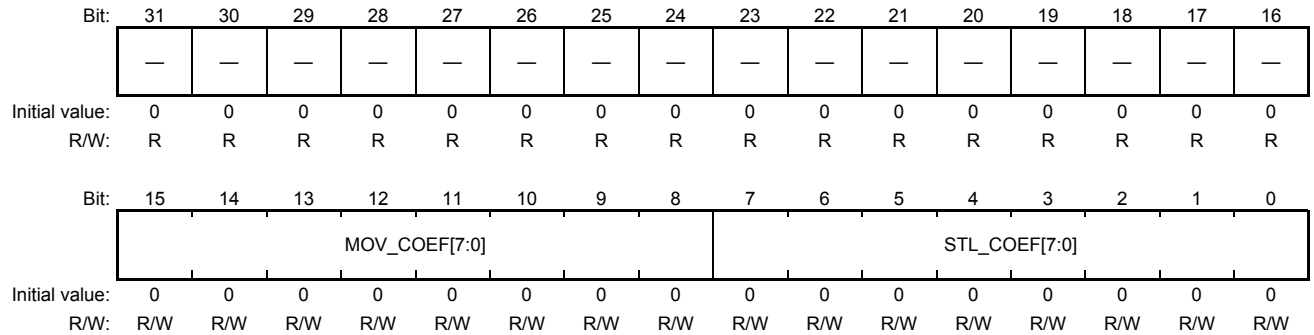 Bit: 31 30 29 28 27 26 25 24 23 22 21 20 19 18 17 16
— — — — — — — — — — — — — — — —
Initial value: 0 0 0 0 0 0 0 0 0 0 0 0 0 0 0 0
R/W: R R R R R R R R R R R R R R R R
Bit: 15 14 13 12 11 10 9 8 7 6 5 4 3 2 1 0
MOV_COEF[7:0] STL_COEF[7:0]
Initial value: 0 0 0 0 0 0 0 0 0 0 0 0 0 0 0 0
R/W: R/W R/W R/W R/W R/W R/W R/W R/W R/W R/W R/W R/W R/W R/W R/W R/W